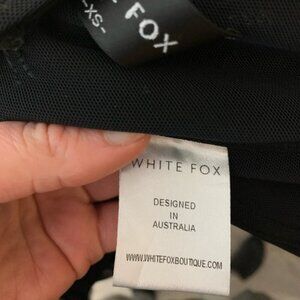 FOX
-XS-
WHITE FOX
DESIGNED
IN
AUSTRALIA
WWW.WHITEFOXBOUTIQUE.COM